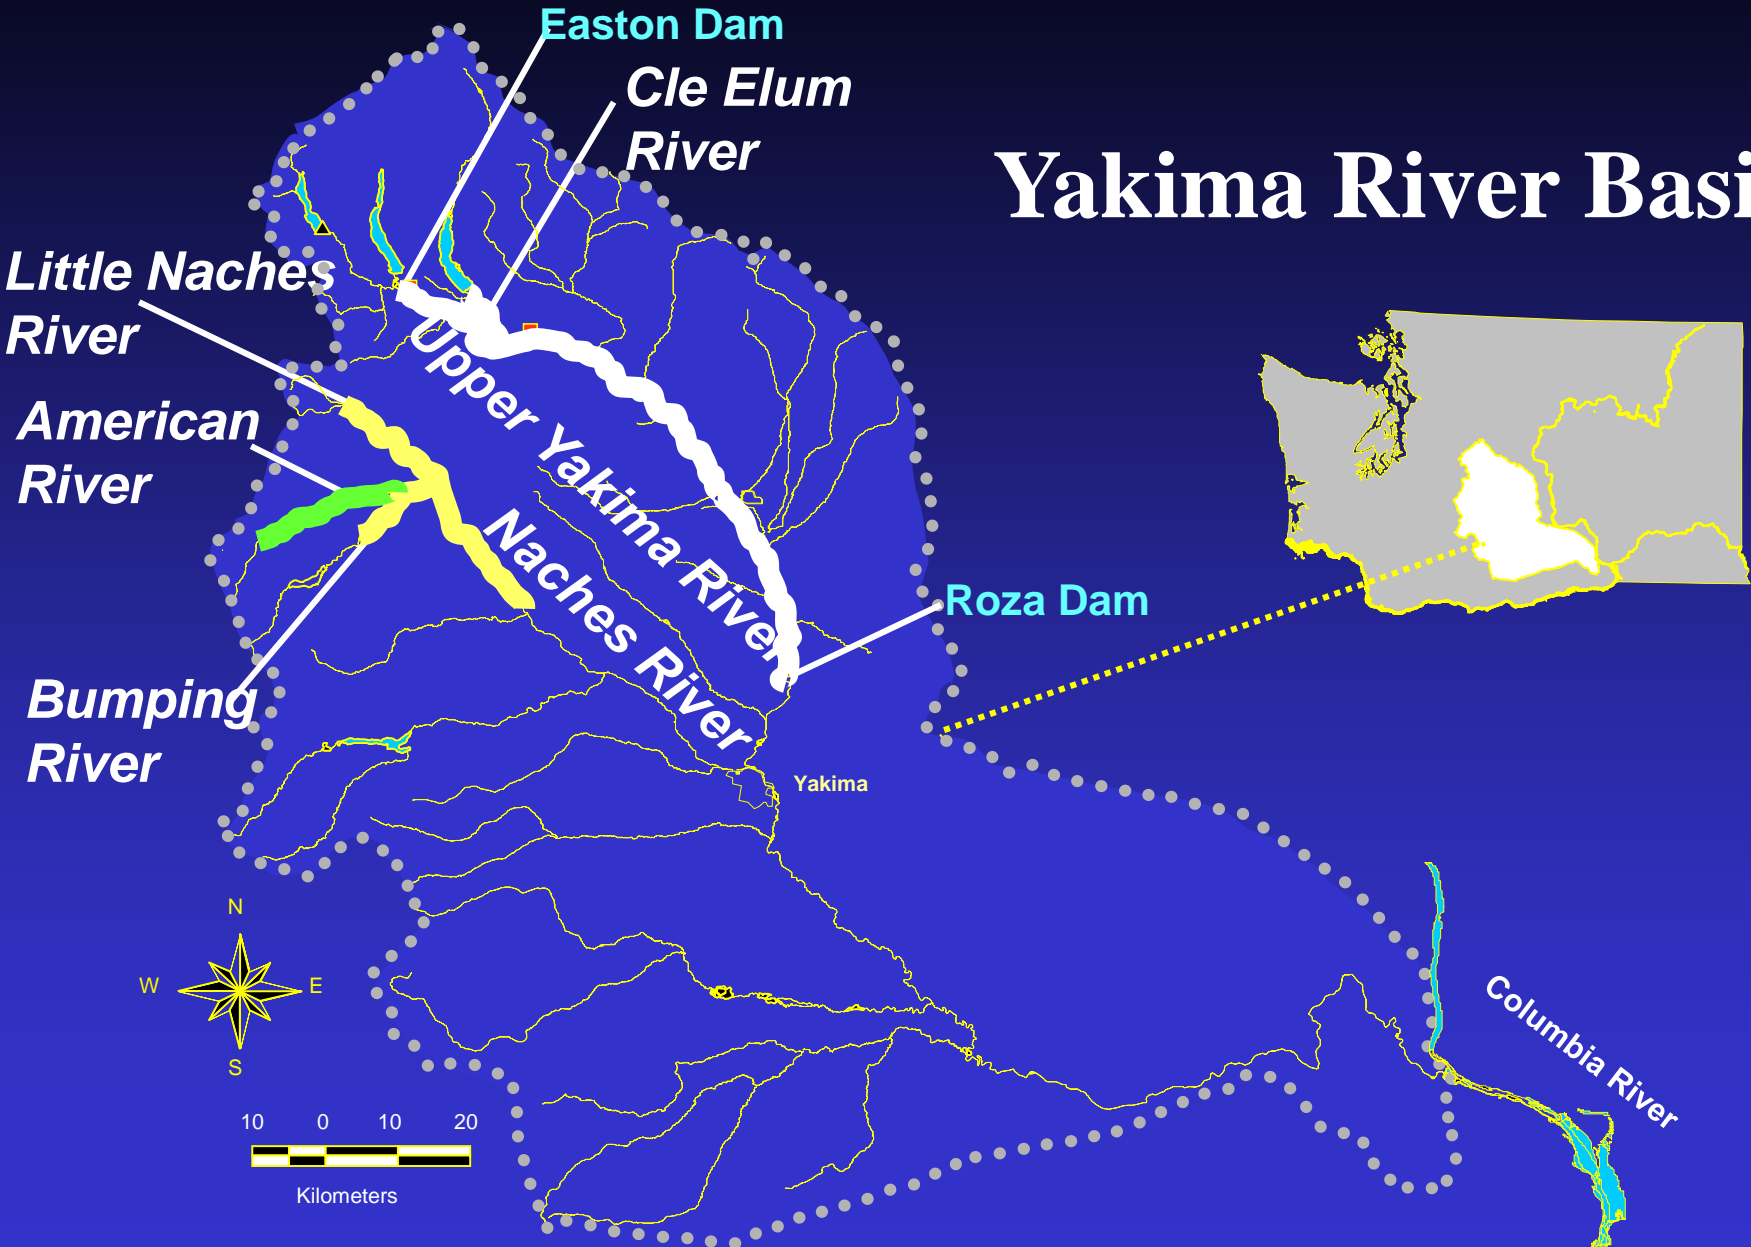 Easton Dam
Cle Elum
River
Yakima River Basi
Little Naches
River
American
River
Upper Yakima River
Naches River
Roza Dam
Bumping
River
Yakima
N
W
E
S
Columbia River
10 0 10 20
Kilometers